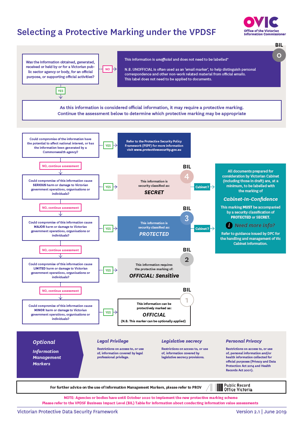 OVIC
Office of the Victorian
Information Commissioner
Selecting a Protective Marking under the VPDSF
BIL
0
Was the information obtained, generated,
received or held by or for a Victorian pub-
lic sector agency or body, for an official
purpose, or supporting official activities?
NO
This information is unofficial and does not need to be labelled*
N.B. UNOFFICIAL is often used as an 'email marker', to help distinguish personal
correspondence and other non-work related material from official emails.
This label does not need to be applied to documents.
YES
As this information is considered official information, it may require a protective marking.
Continue the assessment below to determine which protective marking may be appropriate
Could compromise of the information have
the potential to affect national interest, or has
the information been generated by a
Commonwealth agency?
YES
Refer to the Protective Security Policy
Framework (PSPF) for more information
visit www.protectivesecurity.gov.au
NO, continue assessment
BIL
4
Could compromise of this information cause
SERIOUS harm or damage to Victorian
government operations, organisations or
individuals?
YES
This information is
security classified as
SECRET
Cabinet?
NO, continue assessment
BIL
3
Could compromise of this information cause
MAJOR harm or damage to Victorian
government operations, organisations or
individuals?
YES
This information is
security classified as
PROTECTED
Cabinet?
All documents prepared for
consideration by Victorian Cabinet
including those in draft) are, at a
minimum, to be labelled with
the marking of
Cabinet-In-Confidence
This marking MUST be accompanied
by a security classification of
PROTECTED or SECRET.
Need more info?
Refer to guidance issued by DPC for
the handling and management of Vic
Cabinet information.
NO, continue assessment
BIL
2
Could compromise of this information cause
LIMITED harm or damage to Victorian
government operations, organisations or
individuals?
YES
This information requires
the protective marking of
OFFICIAL: Sensitive
NO, continue assessment
BIL
1
Could compromise of this information cause
MINOR harm or damage to Victorian
government operations, organisations or
individuals?
YES
This information can be
protectively marked as:
OFFICIAL
(N.B. This marker can be optionally applied)
Optional
Information
Management
Markers
Legal Privilege
Restrictions on access to, or use
of, information covered by legal
professional privilege.
Legislative secrecy
Restrictions on access to, or use
of, information covered by
legislative secrecy provisions.
Personal Privacy
Restrictions on access to, or use
of, personal information and/or
health information collected for
official purposes (Privacy and Data
Protection Act 2014 and Health
Records Act 2001).
For further advice on the use of Information Management Markers, please refer to PROV
Public Record
Office Victoria
NOTE: Agencies or bodies have until October 2020 to implement the new protective marking scheme
Please refer to the VPDSF Business Impact Level (BIL) Table for information about conducting information value assessments
Victorian Protective Data Security Framework
Version 2.1 | June 2019